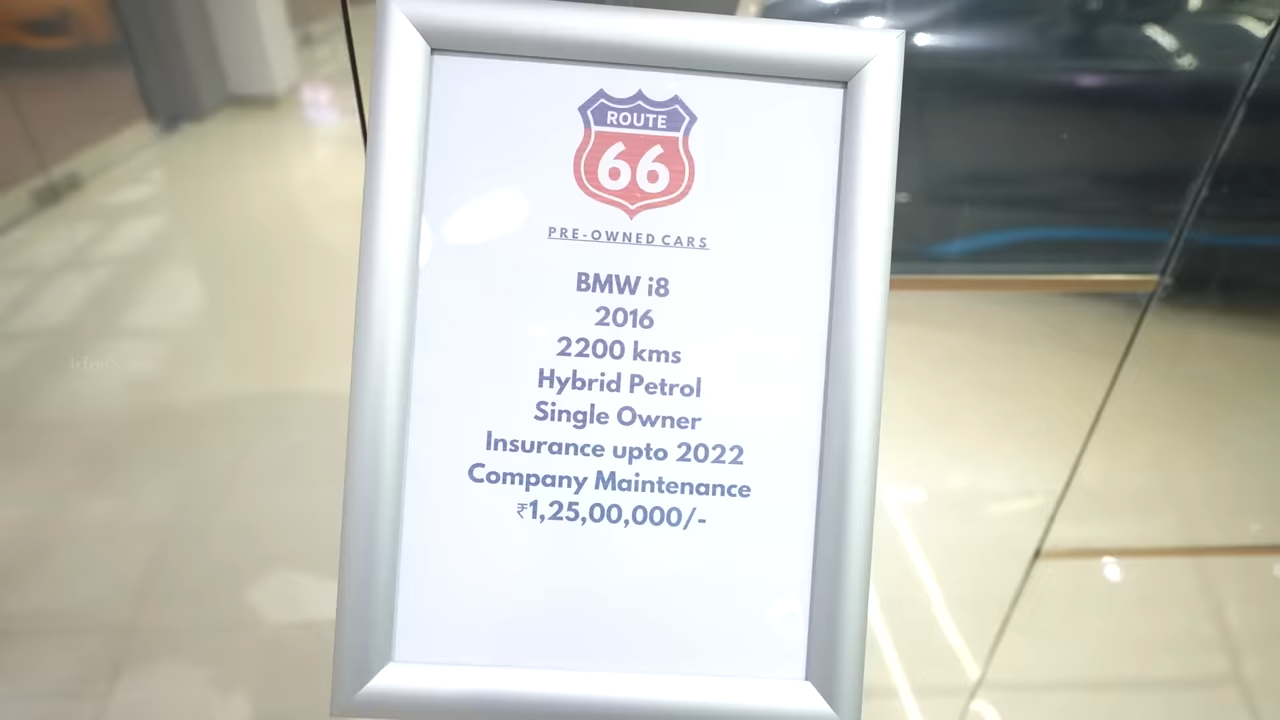 ROUTE
66
PRE-OWNED CARS
BMW i8
2016
2200 kms
Hybrid Petrol
Single Owner
Insurance upto 2022
Company Maintenance
₹1,25,00,000/-